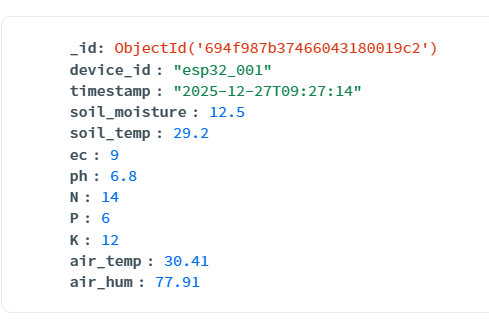 _id: ObjectId('694f987b37466043180019c2')
device_id : "esp32_001"
timestamp : "2025-12-27T09:27:14"
soil_moisture : 12.5
soil_temp : 29.2
ec : 9
ph : 6.8
N : 14
P : 6
K : 12
air_temp : 30.41
air_hum : 77.91